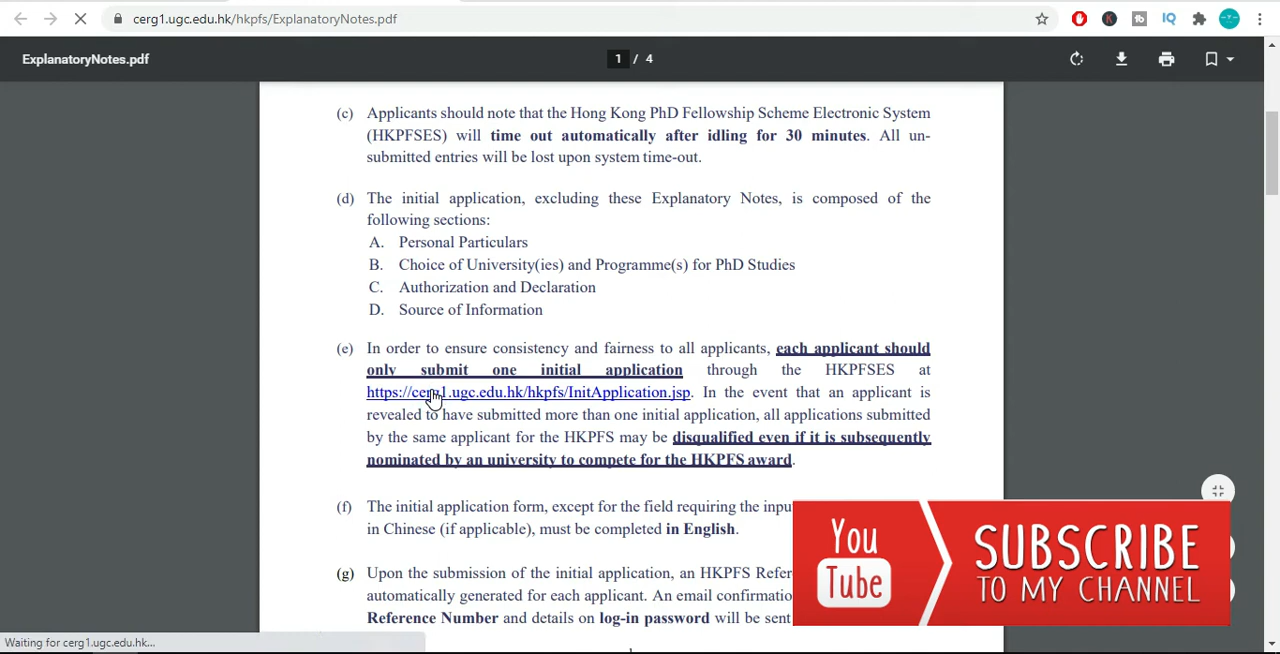 cerg1.ugc.edu.hk/hkpfs/ExplanatoryNotes.pdf
ExplanatoryNotes.pdf
1 / 4
(c) Applicants should note that the Hong Kong PhD Fellowship Scheme Electronic System
(HKPFSES) will time out automatically after idling for 30 minutes. All un-
submitted entries will be lost upon system time-out.
(d) The initial application, excluding these Explanatory Notes, is composed of the
following sections:
A. Personal Particulars
B. Choice of University(ies) and Programme(s) for PhD Studies
C. Authorization and Declaration
D. Source of Information
(e) In order to ensure consistency and fairness to all applicants, each applicant should
only submit one initial application through the HKPFSES at
https://cerg1.ugc.edu.hk/hkpfs/InitApplication.jsp. In the event that an applicant is
revealed to have submitted more than one initial application, all applications submitted
by the same applicant for the HKPFS may be disqualified even if it is subsequently
nominated by an university to compete for the HKPFS award.
(f) The initial application form, except for the field requiring the
in Chinese (if applicable), must be completed in English.
(g) Upon the submission of the initial application, an HKPFS
automatically generated for each applicant. An email
Reference Number and details on log-in password will be sent
You
Tube
SUBSCRIBE
TO MY CHANNEL
Waiting for cerg1.ugc.edu.hk...